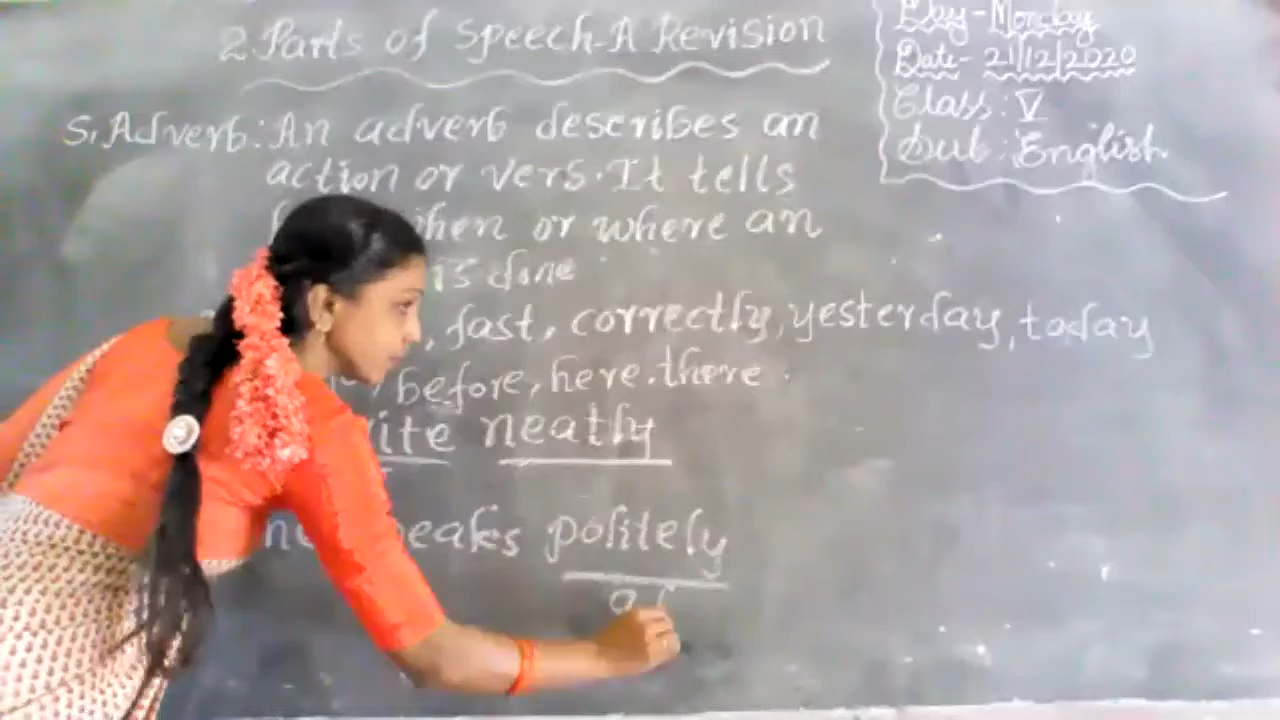 2. Parts of Speech-A Revision
Day-Monday
Date- 21/12/2020
Class: V
Sub: English
5. Adverb: An adverb describes an
action or vers. It tells
when or where an
is done
, fast, correctly, yesterday, today
, before, here. there.
neatly
politely
a